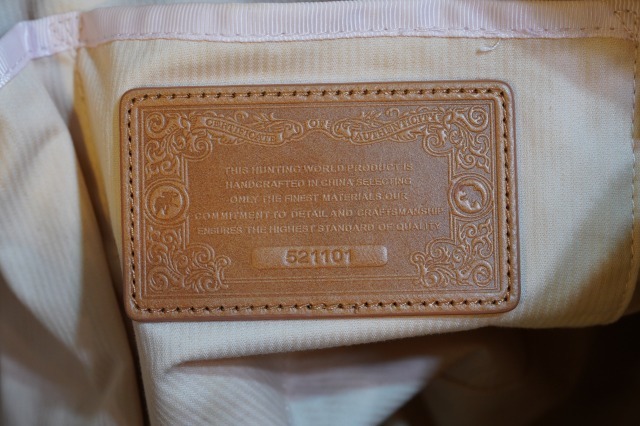 CERTIFICATE OF AUTHENTICITY
THIS HUNTING WORLD PRODUCT IS
HANDCRAFTED IN CHINA SELECTING
ONLY THE FINEST MATERIALS. OUR
COMMITMENT TO DETAIL AND CRAFTSMANSHIP
ENSURES THE HIGHEST STANDARD OF QUALITY
521101